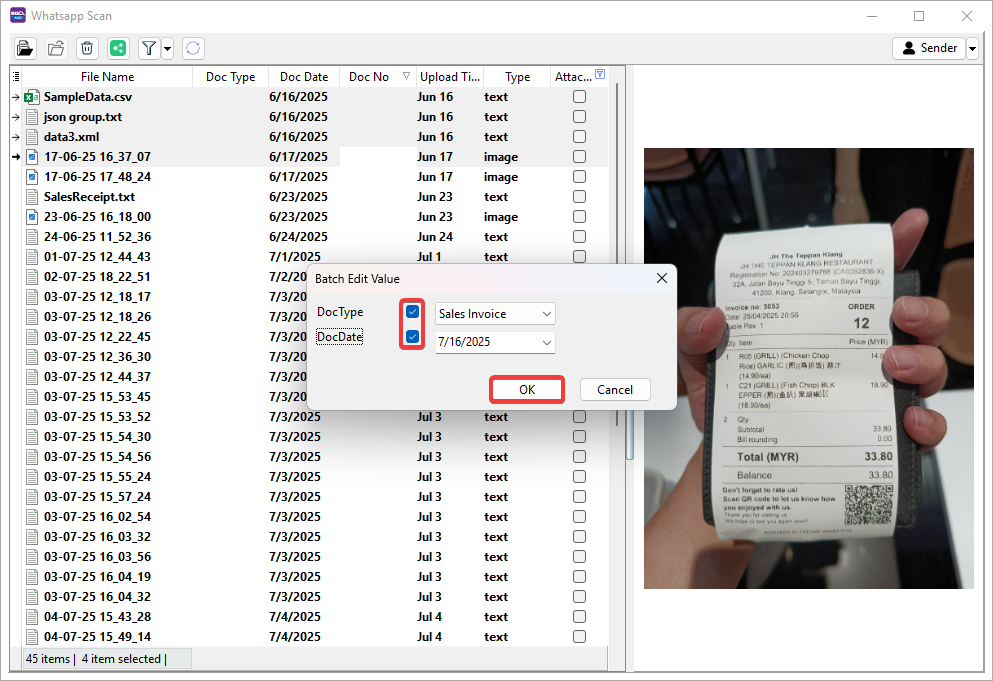 Whatsapp Scan
Sender
File Name Doc Type Doc Date Doc No Upload Ti... Type Attac...
SampleData.csv 6/16/2025 Jun 16 text
json group.txt 6/16/2025 Jun 16 text
data3.xml 6/16/2025 Jun 16 text
17-06-25 16_37_07 6/17/2025 Jun 17 image
17-06-25 17_48_24 6/17/2025 Jun 17 image
SalesReceipt.txt 6/23/2025 Jun 23 text
23-06-25 16_18_00 6/23/2025 Jun 23 image
24-06-25 11_52_36 6/24/2025 Jun 24 text
01-07-25 12_44_43 7/1/2025 Jul 1 text
02-07-25 18_22_51 7/2/20
03-07-25 12_18_17 7/3/20
03-07-25 12_18_26 7/3/20
03-07-25 12_22_45 7/3/20
03-07-25 12_36_30 7/3/20
03-07-25 12_44_37 7/3/20
03-07-25 15_53_45 7/3/20
03-07-25 15_53_52 7/3/2025 Jul 3 text
03-07-25 15_54_30 7/3/2025 Jul 3 text
03-07-25 15_54_56 7/3/2025 Jul 3 text
03-07-25 15_55_24 7/3/2025 Jul 3 text
03-07-25 15_57_24 7/3/2025 Jul 3 text
03-07-25 16_02_54 7/3/2025 Jul 3 text
03-07-25 16_03_32 7/3/2025 Jul 3 text
03-07-25 16_03_56 7/3/2025 Jul 3 text
03-07-25 16_04_19 7/3/2025 Jul 3 text
03-07-25 16_04_32 7/3/2025 Jul 3 text
04-07-25 15_43_28 7/4/2025 Jul 4 text
04-07-25 15_49_14 7/4/2025 Jul 4 text
45 items | 4 item selected |
Batch Edit Value
DocType Sales Invoice
DocDate 7/16/2025
OK Cancel
JH The Teppan Klang
JH THE TEPPAN KLANG RESTAURANT
Registration No: 202403279786 (CA0392836-X)
32A, Jalan Bayu Tinggi 5, Taman Bayu Tinggi,
41200, Klang, Selangor, Malaysia
Invoice no: 5053 ORDER
Date: 25/04/2025 20:56 12
Table Pax: 1
Qty Item Price (MYR)
1 R05 (GRILL) (Chicken Chop 14.9
Rice) GARLIC
(14.90/ea)
1 C21 (GRILL) (Fish Chop) BLK 18.90
EPPER
(18.90/ea)
2 Qty
Subtotal 33.80
Bill rounding 0.00
Total (MYR) 33.80
Balance 33.80
Don't forget to rate us!
Scan QR code to let us know how
you enjoyed with us.
Thank you for visiting us
We hope to see you again soon!